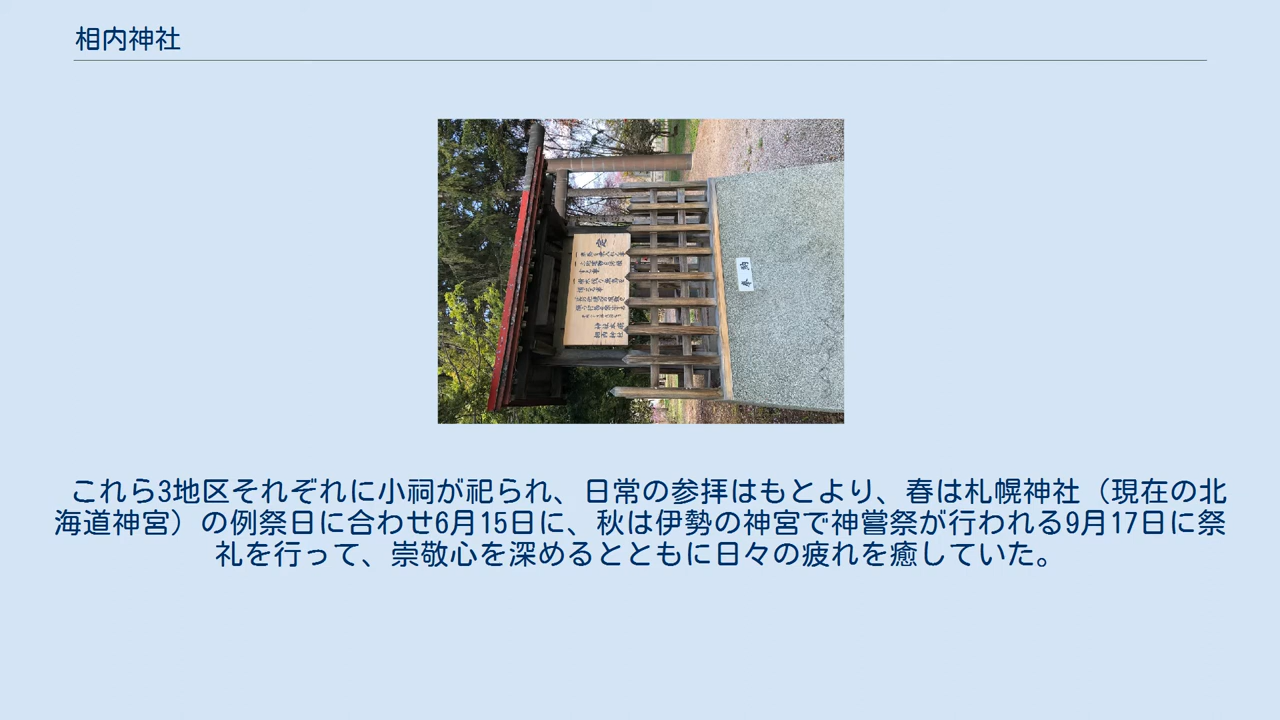 相内神社
定
奉納
これら3地区それぞれに小祠が祀られ、日常の参拝はもとより、春は札幌神社（現在の北
海道神宮）の例祭日に合わせ6月15日に、秋は伊勢の神宮で神嘗祭が行われる9月17日に祭
礼を行って、崇敬心を深めるとともに日々の疲れを癒していた。